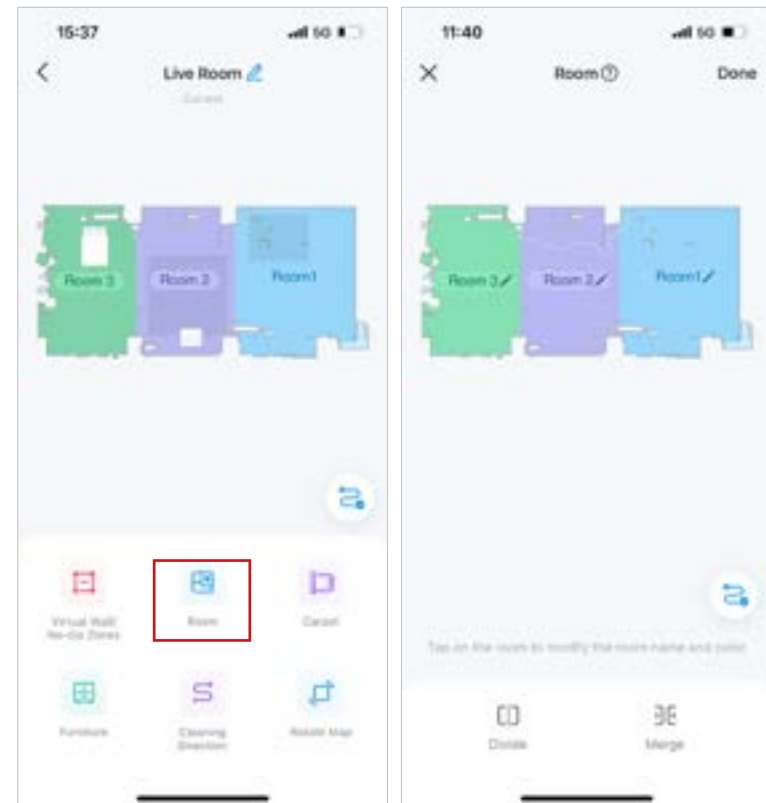 15:37
5G
Live Room
Current
Room 3
Room 2
Room1
Virtual Wall/
No-Go Zones
Room
Carpet
Furniture
Cleaning
Direction
Rotate Map
11:40
5G
Room
Done
Room 3
Room 2
Room1
Tap on the room to modify the room name and color
Divide
Merge